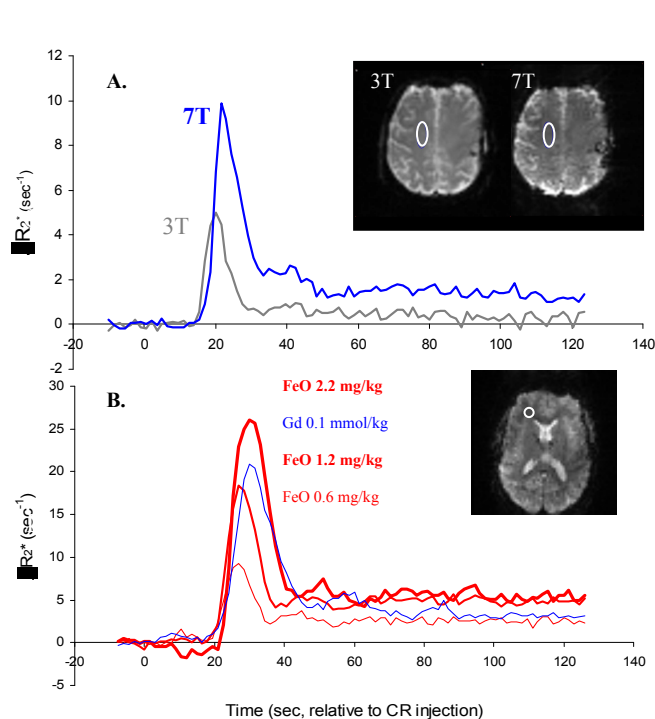 12
A.
3T
7T
10
7T
8
6
3T
4
2
0
-2
-20
0
20
40
60
80
100
120
140
R2* (sec-1)
30
B.
FeO 2.2 mg/kg
Gd 0.1 mmol/kg
FeO 1.2 mg/kg
FeO 0.6 mg/kg
25
20
15
10
5
0
-5
-20
0
20
40
60
80
100
120
140
R2* (sec-1)
Time (sec, relative to CR injection)